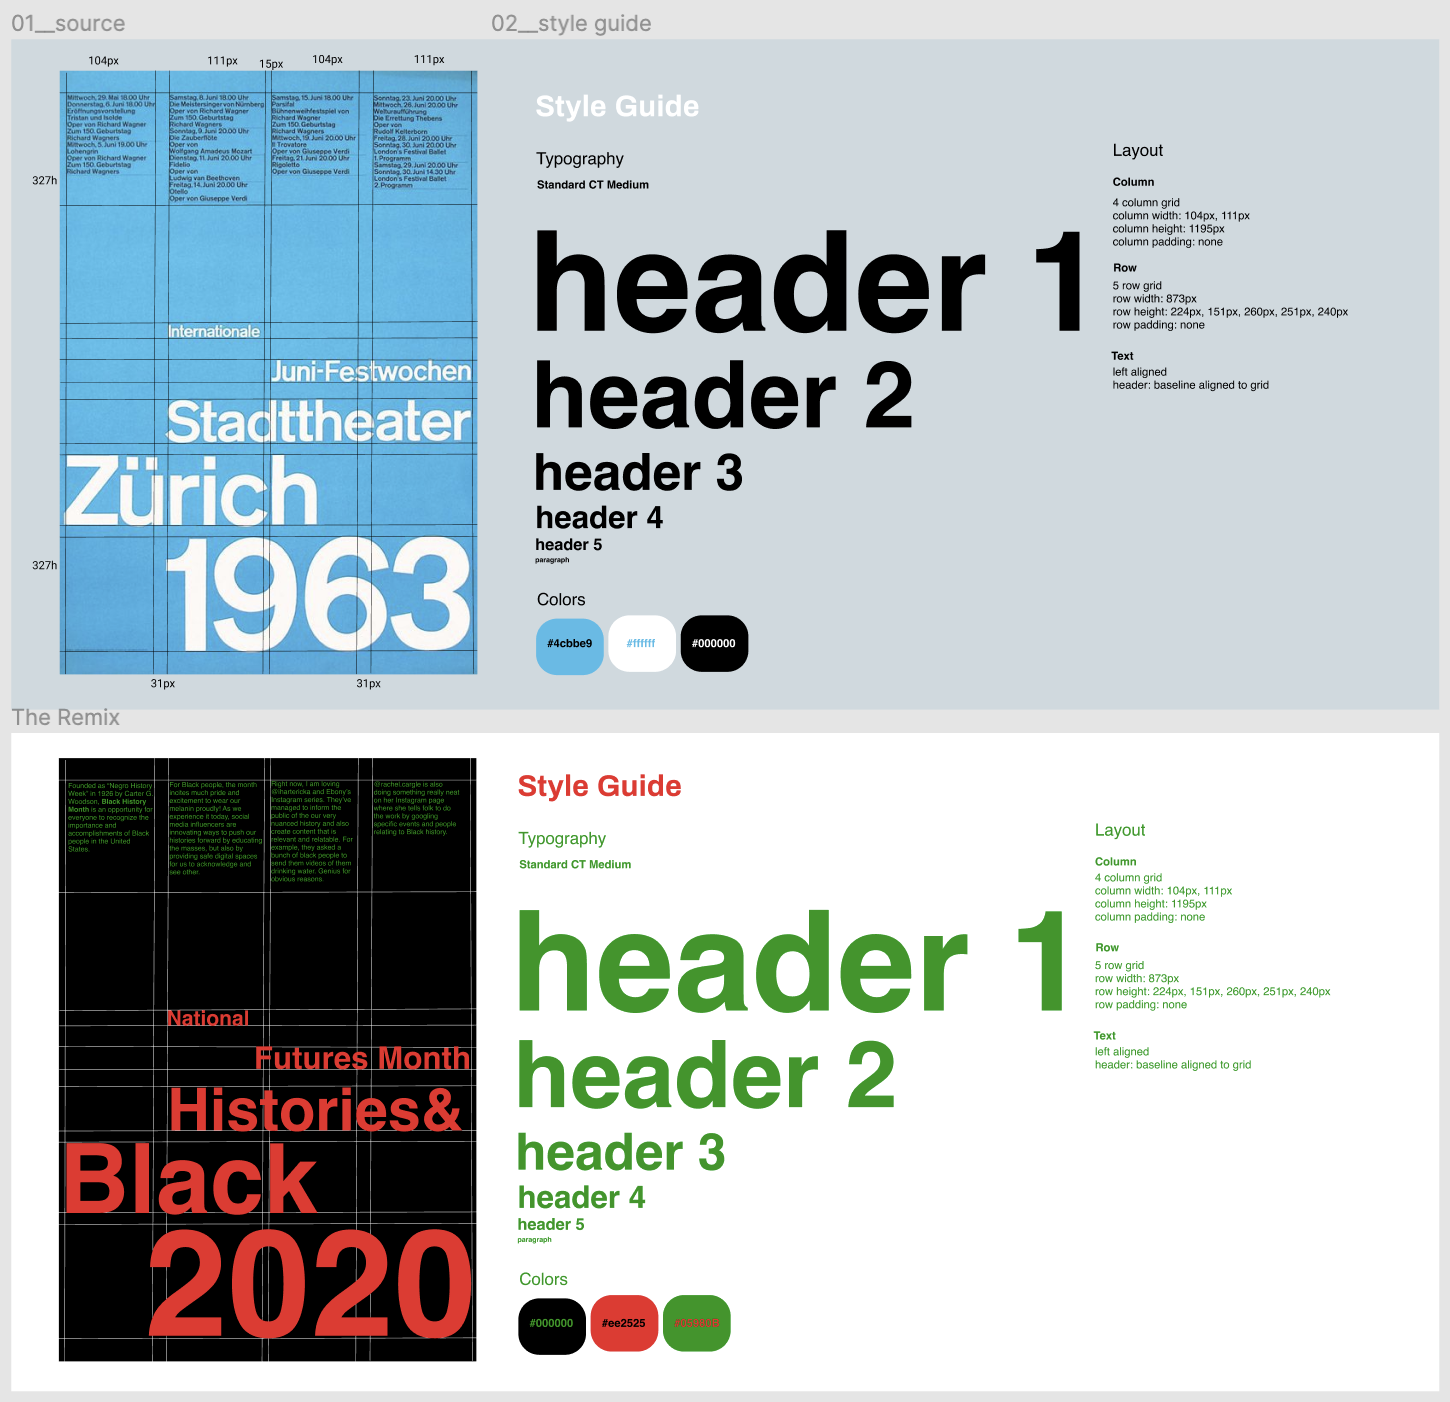 01__source
02__style guide
104px
111px
15px
104px
111px
327h
Mittwoch, 29. Mai 18.00 Uhr
Donnerstag, 6. Juni 18.00 Uhr
Eröffnungsvorstellung
Tristan und Isolde
Oper von Richard Wagner
Zum 150. Geburtstag
Richard Wagners
Mittwoch, 5. Juni 19.00 Uhr
Lohengrin
Oper von Richard Wagner
Zum 150. Geburtstag
Richard Wagners
Samstag, 8. Juni 18.00 Uhr
Die Meistersinger von Nürnberg
Oper von Richard Wagner
Zum 150. Geburtstag
Richard Wagners
Sonntag, 9. Juni 20.00 Uhr
Die Zauberflöte
Oper von
Wolfgang Amadeus Mozart
Dienstag, 11. Juni 20.00 Uhr
Fidelio
Oper von
Ludwig van Beethoven
Freitag, 14. Juni 20.00 Uhr
Otello
Oper von Giuseppe Verdi
Samstag, 15. Juni 18.00 Uhr
Parsifal
Bühnenweihfestspiel von
Richard Wagner
Zum 150. Geburtstag
Richard Wagners
Mittwoch, 19. Juni 20.00 Uhr
Il Trovatore
Oper von Giuseppe Verdi
Freitag, 21. Juni 20.00 Uhr
Rigoletto
Oper von Giuseppe Verdi
Sonntag, 23. Juni 20.00 Uhr
Mittwoch, 26. Juni 20.00 Uhr
Welturaufführung
Die Errettung Thebens
Oper von
Rudolf Kelterborn
Freitag, 28. Juni 20.00 Uhr
Sonntag, 30. Juni 20.00 Uhr
London's Festival Ballet
1. Programm
Samstag, 29. Juni 20.00 Uhr
Sonntag, 30. Juni 14.30 Uhr
London's Festival Ballet
2. Programm
Internationale
Juni-Festwochen
Stadttheater
Zürich
1963
327h
31px
31px
Style Guide
Typography
Standard CT Medium
header 1
header 2
header 3
header 4
header 5
paragraph
Colors
#4cbbe9
#ffffff
#000000
Layout
Column
4 column grid
column width: 104px, 111px
column height: 1195px
column padding: none
Row
5 row grid
row width: 873px
row height: 224px, 151px, 260px, 251px, 240px
row padding: none
Text
left aligned
header: baseline aligned to grid
The Remix
Founded as "Negro History
Week" in 1926 by Carter G.
Woodson, Black History
Month is an opportunity for
everyone to recognize the
importance and
accomplishments of Black
people in the United
States.
For Black people, the month
incites much pride and
excitement to wear our
melanin proudly! As we
experience it today, social
media influencers are
innovating ways to push our
histories forward by educating
the masses, but also by
providing safe digital spaces
for us to acknowledge and
see other.
Right now, I am loving
@ihartericka and Ebony's
Instagram series. They've
managed to inform the
public of the our very
nuanced history and also
create content that is
relevant and relatable. For
example, they asked a
bunch of black people to
send them videos of them
drinking water. Genius for
obvious reasons.
@rachel.cargle is also
doing something really neat
on her Instagram page
where she tells folk to do
the work by googling
specific events and people
relating to Black history.
National
Futures Month
Histories&
Black
2020
Style Guide
Typography
Standard CT Medium
header 1
header 2
header 3
header 4
header 5
paragraph
Colors
#000000
#ee2525
Layout
Column
4 column grid
column width: 104px, 111px
column height: 1195px
column padding: none
Row
5 row grid
row width: 873px
row height: 224px, 151px, 260px, 251px, 240px
row padding: none
Text
left aligned
header: baseline aligned to grid